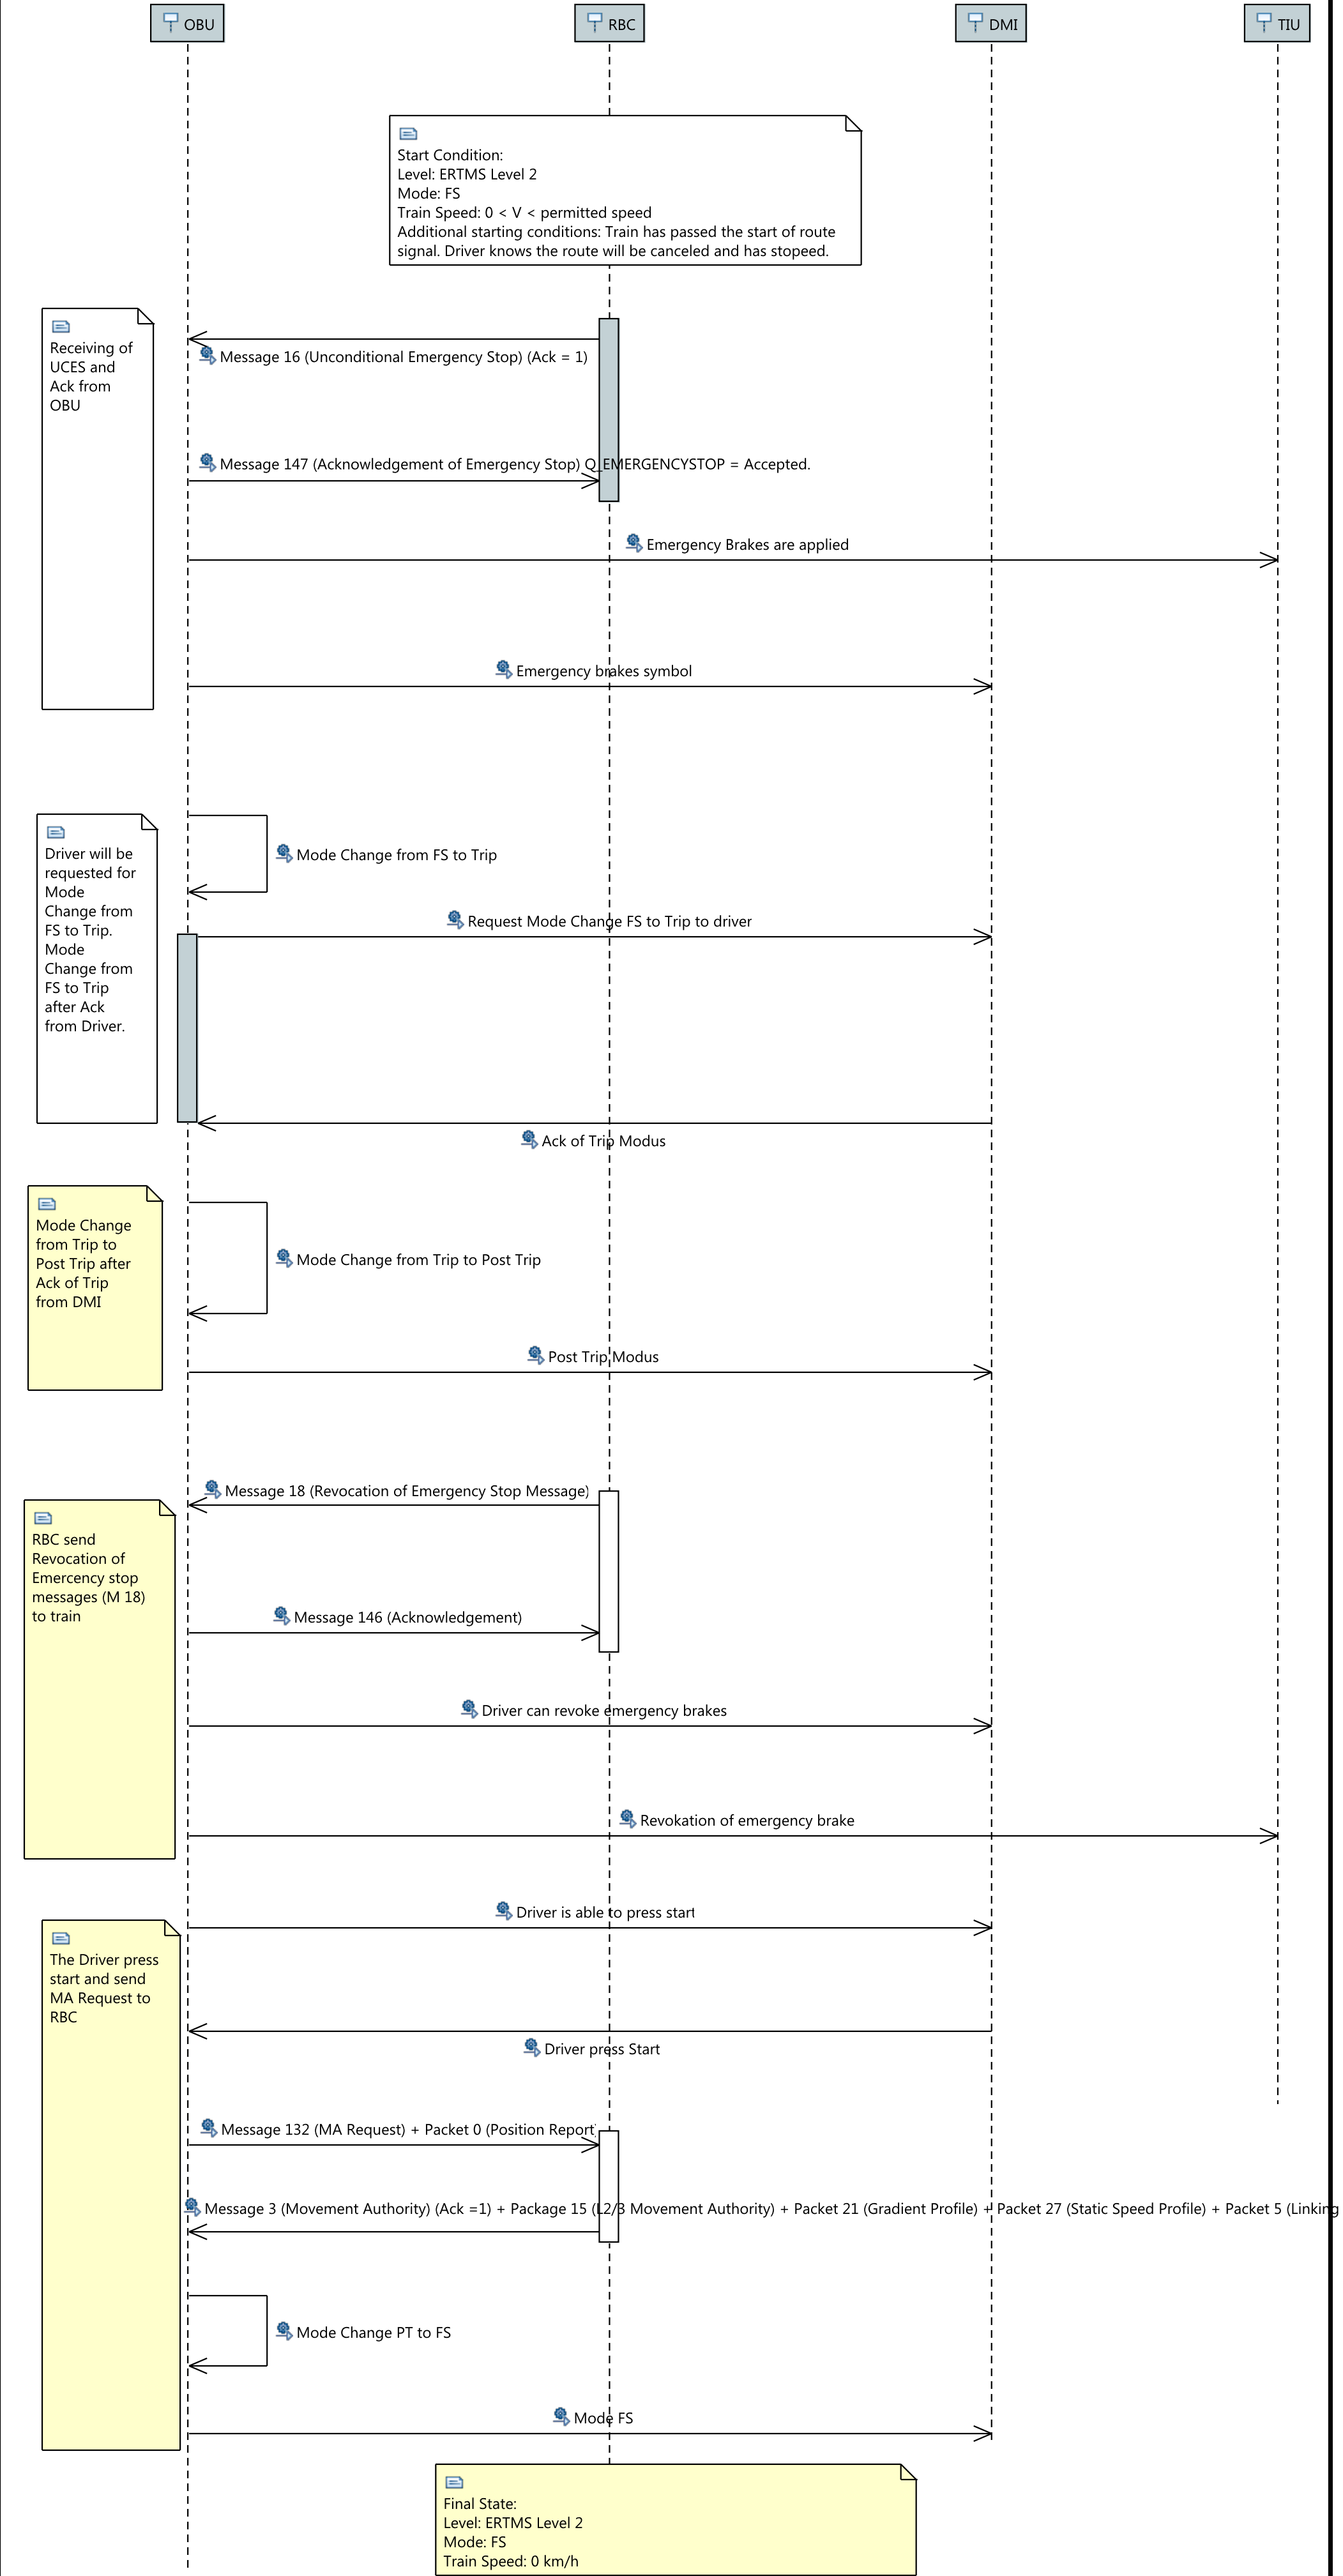 OBU
RBC
DMI
TIU
Start Condition:
Level: ERTMS Level 2
Mode: FS
Train Speed: 0 < V < permitted speed
Additional starting conditions: Train has passed the start of route
signal. Driver knows the route will be canceled and has stopeed.
Receiving of
UCES and
Ack from
OBU
Message 16 (Unconditional Emergency Stop) (Ack = 1)
Message 147 (Acknowledgement of Emergency Stop) Q_EMERGENCYSTOP = Accepted.
Emergency Brakes are applied
Emergency brakes symbol
Driver will be
requested for
Mode
Change from
FS to Trip.
Mode
Change from
FS to Trip
after Ack
from Driver.
Mode Change from FS to Trip
Request Mode Change FS to Trip to driver
Ack of Trip Modus
Mode Change
from Trip to
Post Trip after
Ack of Trip
from DMI
Mode Change from Trip to Post Trip
Post Trip Modus
Message 18 (Revocation of Emergency Stop Message)
RBC send
Revocation of
Emercency stop
messages (M 18)
to train
Message 146 (Acknowledgement)
Driver can revoke emergency brakes
Revokation of emergency brake
Driver is able to press start
The Driver press
start and send
MA Request to
RBC
Driver press Start
Message 132 (MA Request) + Packet 0 (Position Report)
Message 3 (Movement Authority) (Ack =1) + Package 15 (L2/3 Movement Authority) + Packet 21 (Gradient Profile) + Packet 27 (Static Speed Profile) + Packet 5 (Linking
Mode Change PT to FS
Mode FS
Final State:
Level: ERTMS Level 2
Mode: FS
Train Speed: 0 km/h